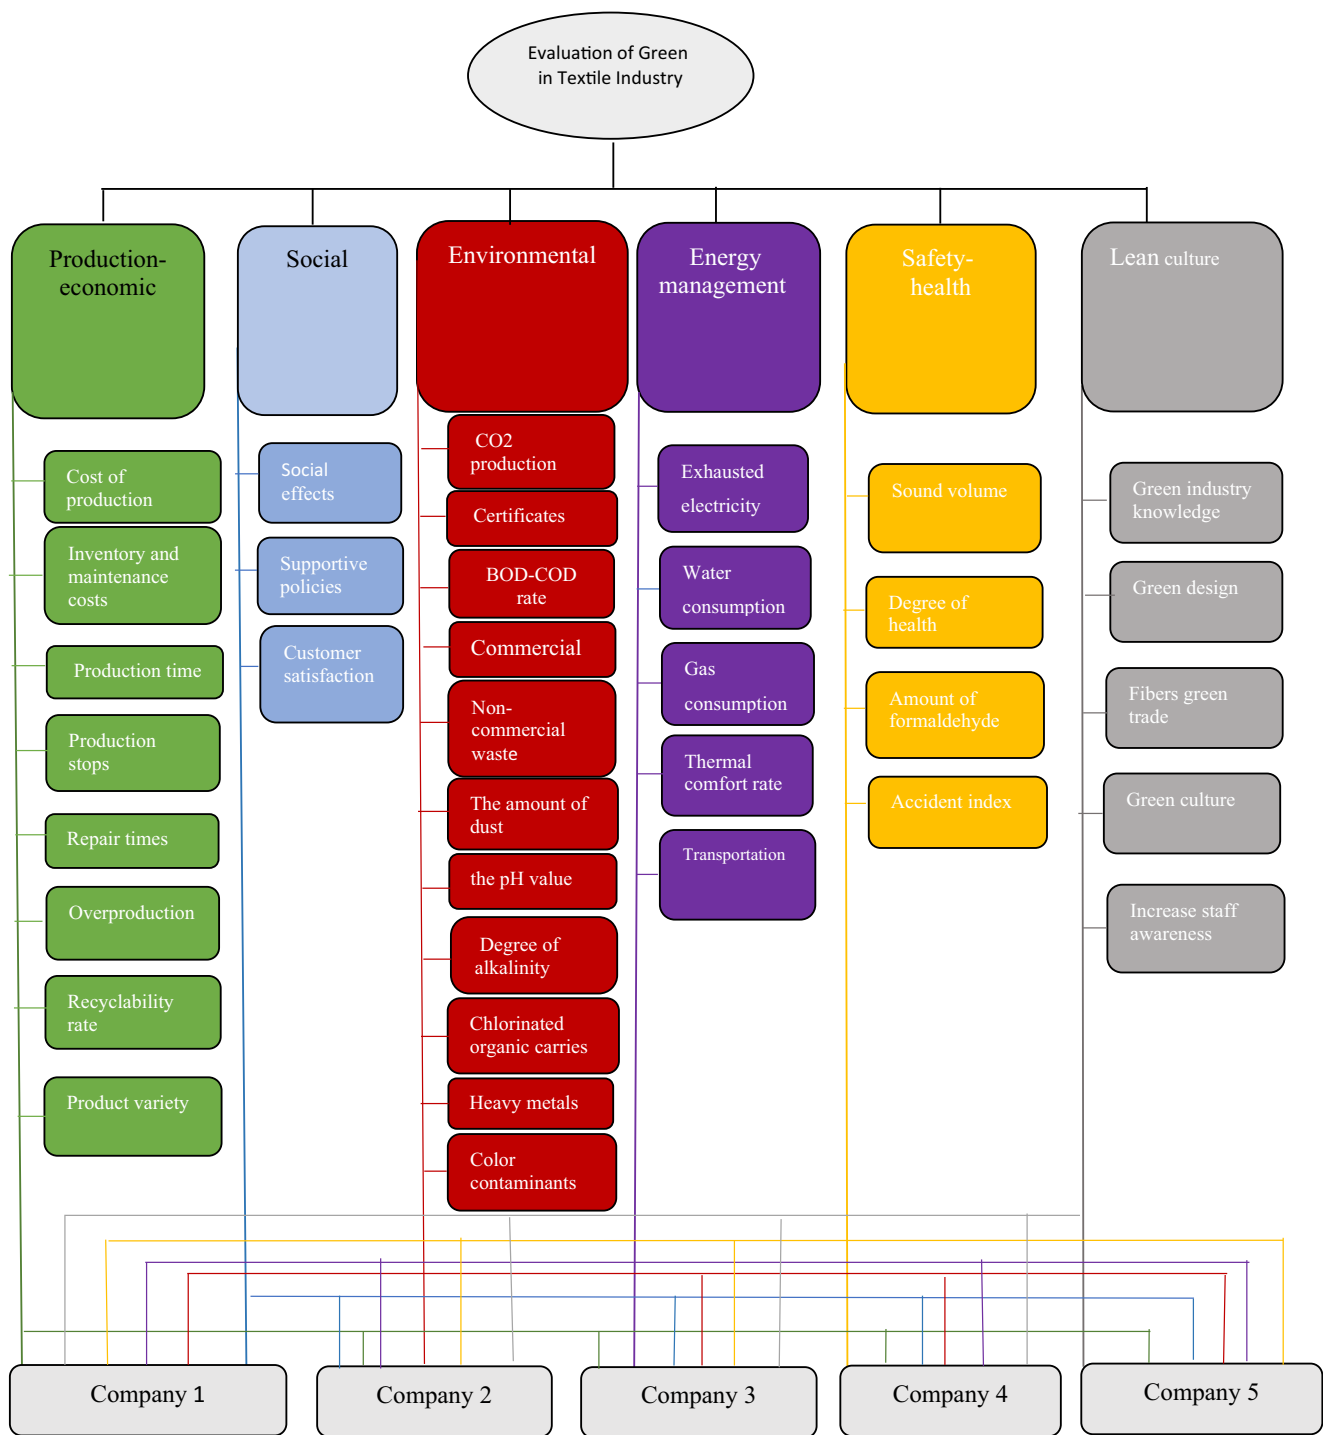 Evaluation of Green
in Textile Industry
Production-
economic
Social
Environmental
Energy
management
Safety-
health
Lean culture
Cost of
production
Inventory and
maintenance
costs
Production time
Production
stops
Repair times
Overproduction
Recyclability
rate
Product variety
Social
effects
Supportive
policies
Customer
satisfaction
CO2
production
Certificates
BOD-COD
rate
Commercial
Non-
commercial
waste
The amount of
dust
the pH value
Degree of
alkalinity
Chlorinated
organic carries
Heavy metals
Color
contaminants
Exhausted
electricity
Water
consumption
Gas
consumption
Thermal
comfort rate
Transportation
Sound volume
Degree of
health
Amount of
formaldehyde
Accident index
Green industry
knowledge
Green design
Fibers green
trade
Green culture
Increase staff
awareness
Company 1
Company 2
Company 3
Company 4
Company 5